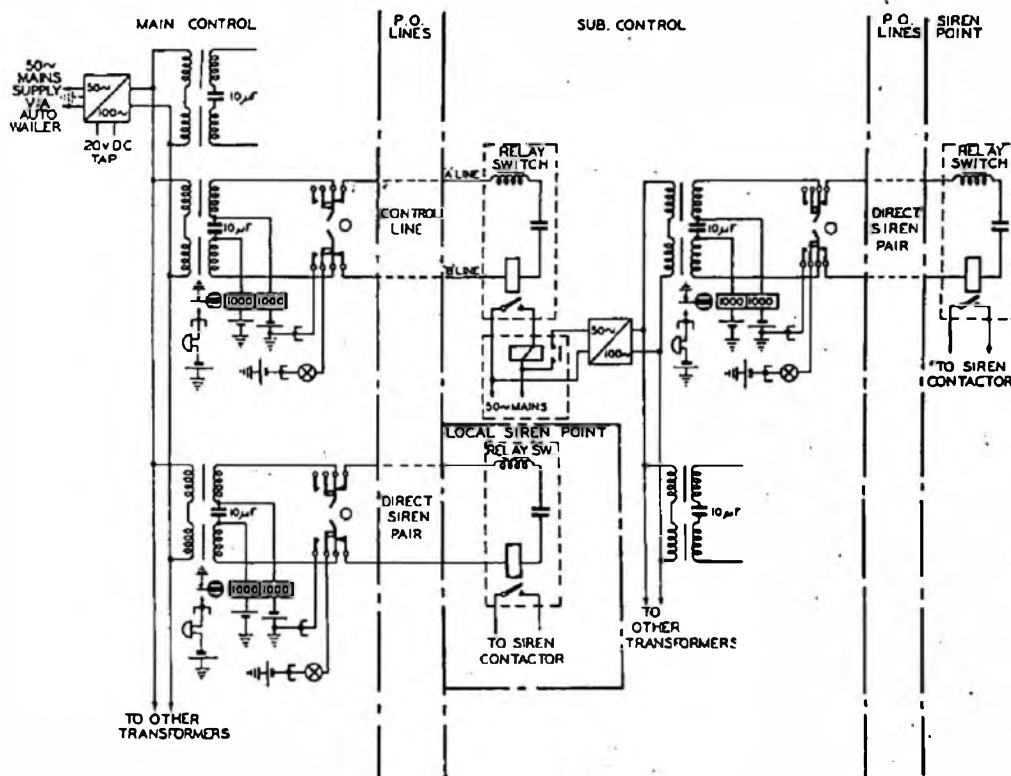 MAIN CONTROL
P.O.
LINES
SUB. CONTROL
P.O.
LINES
SIREN
POINT
50~
MAINS
SUPPLY
VIA
AUTO
WAILER
50~
100~
20V DC
TAP
10µF
10µF
1000 1000
CONTROL
LINE
'A' LINE
'B' LINE
RELAY
SWITCH
50~
100~
50~MAINS
10µF
1000 1000
DIRECT
SIREN
PAIR
RELAY
SWITCH
TO SIREN
CONTACTOR
LOCAL SIREN POINT
RELAY SW.
10µF
1000 1000
DIRECT
SIREN
PAIR
TO SIREN
CONTACTOR
10µF
TO
OTHER
TRANSFORMERS
TO OTHER
TRANSFORMERS